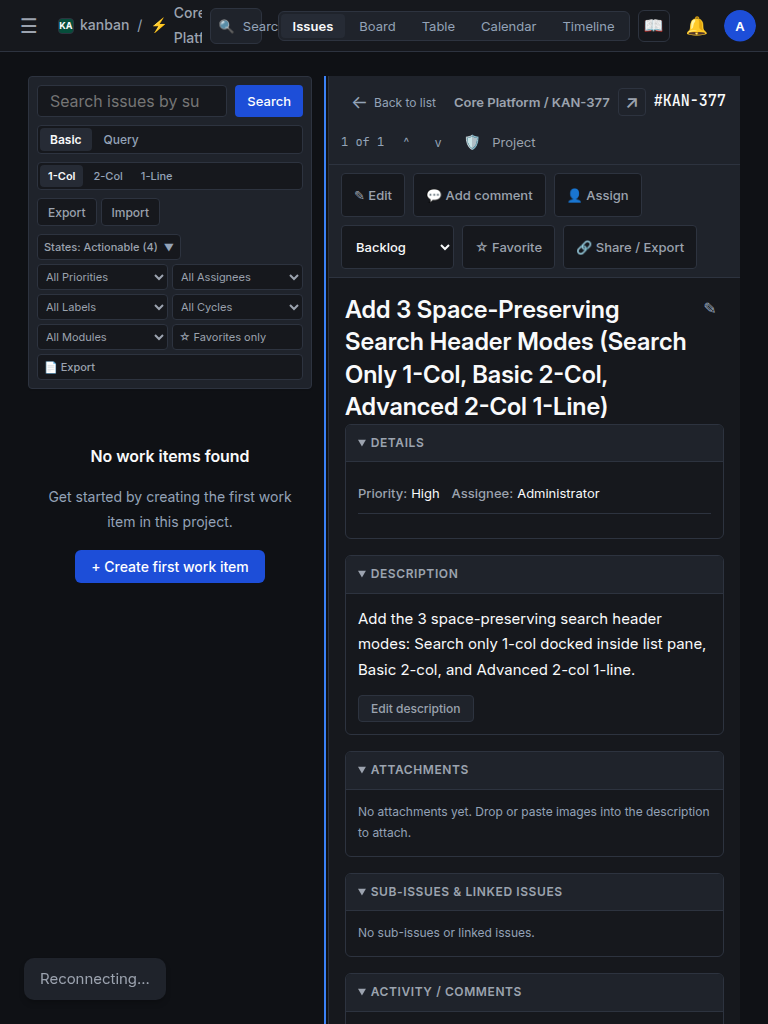 ☰ KA kanban / ⚡ Core Platf 🔍 Searc Issues Board Table Calendar Timeline 📖 🔔 A
Search issues by su Search
Basic Query
1-Col 2-Col 1-Line
Export Import
States: Actionable (4) ▼
All Priorities All Assignees
All Labels All Cycles
All Modules ☆ Favorites only
📄 Export
No work items found
Get started by creating the first work
item in this project.
+ Create first work item
Reconnecting...
← Back to list Core Platform / KAN-377 ↗ #KAN-377
1 of 1 ^ v 🛡️ Project
✎ Edit 💬 Add comment 👤 Assign
Backlog ☆ Favorite 🔗 Share / Export
Add 3 Space-Preserving ✎
Search Header Modes (Search
Only 1-Col, Basic 2-Col,
Advanced 2-Col 1-Line)
▼ DETAILS
Priority: High Assignee: Administrator
▼ DESCRIPTION
Add the 3 space-preserving search header
modes: Search only 1-col docked inside list pane,
Basic 2-col, and Advanced 2-col 1-line.
Edit description
▼ ATTACHMENTS
No attachments yet. Drop or paste images into the description
to attach.
▼ SUB-ISSUES & LINKED ISSUES
No sub-issues or linked issues.
▼ ACTIVITY / COMMENTS